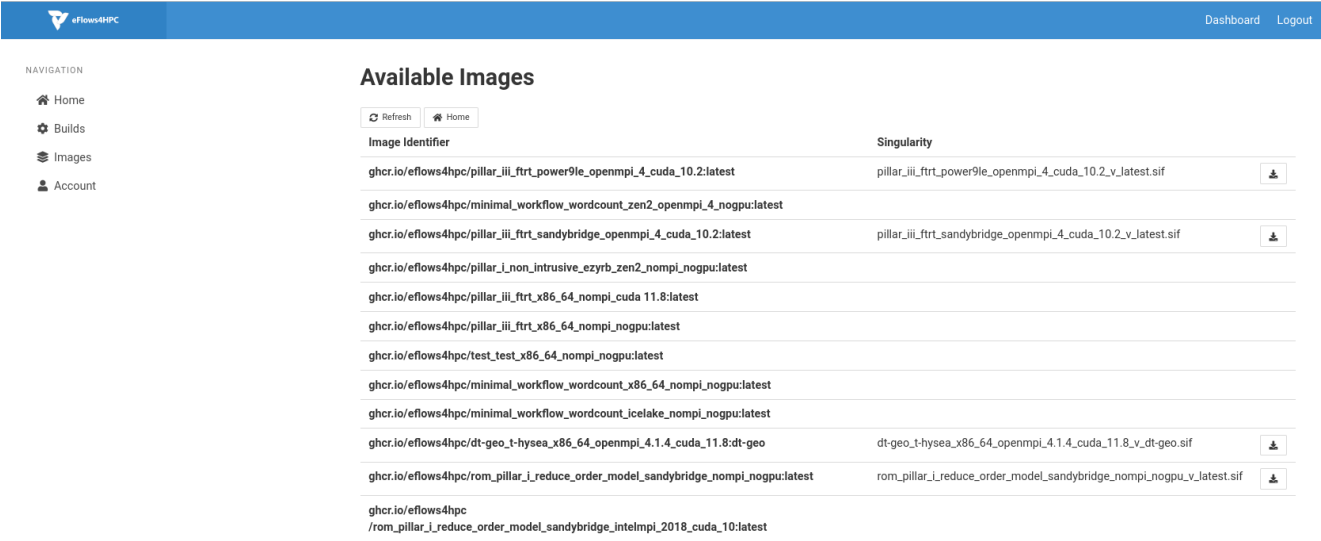 eFlows4HPC
Dashboard Logout
NAVIGATION
Home
Builds
Images
Account
Available Images
Refresh Home
Image Identifier Singularity
ghcr.io/eflows4hpc/pillar_iii_ftrt_power9le_openmpi_4_cuda_10.2:latest pillar_iii_ftrt_power9le_openmpi_4_cuda_10.2_v_latest.sif
ghcr.io/eflows4hpc/minimal_workflow_wordcount_zen2_openmpi_4_nogpu:latest
ghcr.io/eflows4hpc/pillar_iii_ftrt_sandybridge_openmpi_4_cuda_10.2:latest pillar_iii_ftrt_sandybridge_openmpi_4_cuda_10.2_v_latest.sif
ghcr.io/eflows4hpc/pillar_i_non_intrusive_ezyrb_zen2_nompi_nogpu:latest
ghcr.io/eflows4hpc/pillar_iii_ftrt_x86_64_nompi_cuda 11.8:latest
ghcr.io/eflows4hpc/pillar_iii_ftrt_x86_64_nompi_nogpu:latest
ghcr.io/eflows4hpc/test_test_x86_64_nompi_nogpu:latest
ghcr.io/eflows4hpc/minimal_workflow_wordcount_x86_64_nompi_nogpu:latest
ghcr.io/eflows4hpc/minimal_workflow_wordcount_icelake_nompi_nogpu:latest
ghcr.io/eflows4hpc/dt-geo_t-hysea_x86_64_openmpi_4.1.4_cuda_11.8:dt-geo dt-geo_t-hysea_x86_64_openmpi_4.1.4_cuda_11.8_v_dt-geo.sif
ghcr.io/eflows4hpc/rom_pillar_i_reduce_order_model_sandybridge_nompi_nogpu:latest rom_pillar_i_reduce_order_model_sandybridge_nompi_nogpu_v_latest.sif
ghcr.io/eflows4hpc
/rom_pillar_i_reduce_order_model_sandybridge_intelmpi_2018_cuda_10:latest